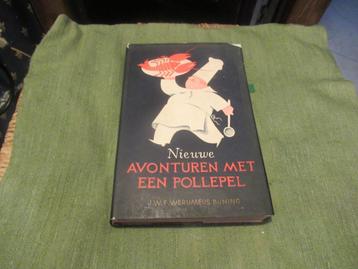 Nieuwe
AVONTUREN MET
EEN POLLEPEL
J.W.F. WERUMEUS BUNING